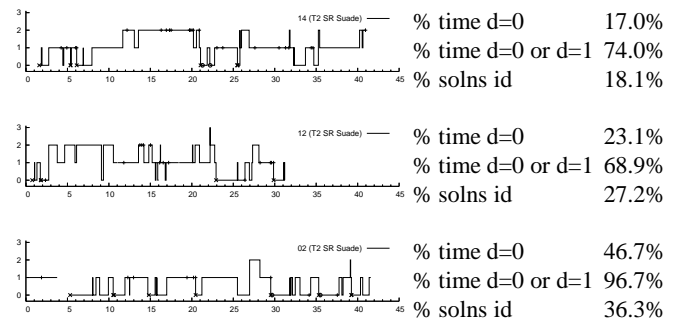 14 (T2 SR Suade)
3
2
1
0
0 5 10 15 20 25 30 35 40 45
% time d=0 17.0%
% time d=0 or d=1 74.0%
% solns id 18.1%
12 (T2 SR Suade)
3
2
1
0
0 5 10 15 20 25 30 35 40 45
% time d=0 23.1%
% time d=0 or d=1 68.9%
% solns id 27.2%
02 (T2 SR Suade)
3
2
1
0
0 5 10 15 20 25 30 35 40 45
% time d=0 46.7%
% time d=0 or d=1 96.7%
% solns id 36.3%